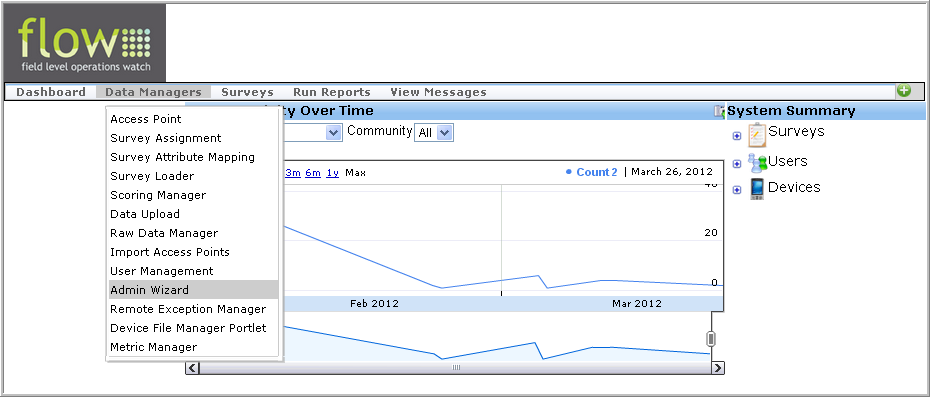 flow
field level operations watch
Dashboard Data Managers Surveys Run Reports View Messages
Over Time
System Summary
Access Point
Survey Assignment
Survey Attribute Mapping
Survey Loader
Scoring Manager
Data Upload
Raw Data Manager
Import Access Points
User Management
Admin Wizard
Remote Exception Manager
Device File Manager Portlet
Metric Manager
Community All
3m 6m 1y Max
Count 2 | March 26, 2012
40
20
0
Feb 2012 Mar 2012
Surveys
Users
Devices